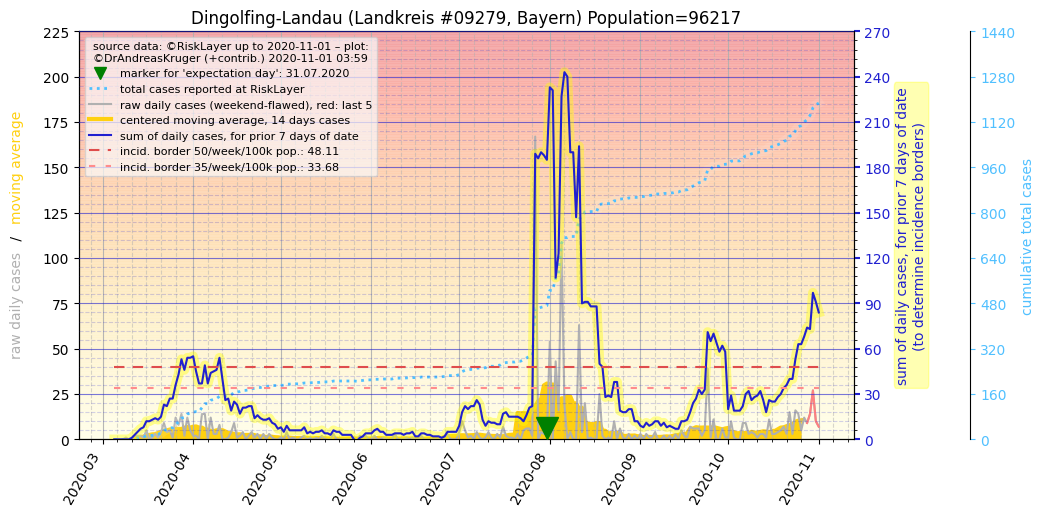 Dingolfing-Landau (Landkreis #09279, Bayern) Population=96217
source data: ©RiskLayer up to 2020-11-01 – plot:
©DrAndreasKruger (+contrib.) 2020-11-01 03:59
marker for 'expectation day': 31.07.2020
total cases reported at RiskLayer
raw daily cases (weekend-flawed), red: last 5
centered moving average, 14 days cases
sum of daily cases, for prior 7 days of date
incid. border 50/week/100k pop.: 48.11
incid. border 35/week/100k pop.: 33.68
raw daily cases / moving average
225
200
175
150
125
100
75
50
25
0
270
240
210
180
150
120
90
60
30
0
sum of daily cases, for prior 7 days of date
(to determine incidence borders)
1440
1280
1120
960
800
640
480
320
160
0
cumulative total cases
2020-03
2020-04
2020-05
2020-06
2020-07
2020-08
2020-09
2020-10
2020-11